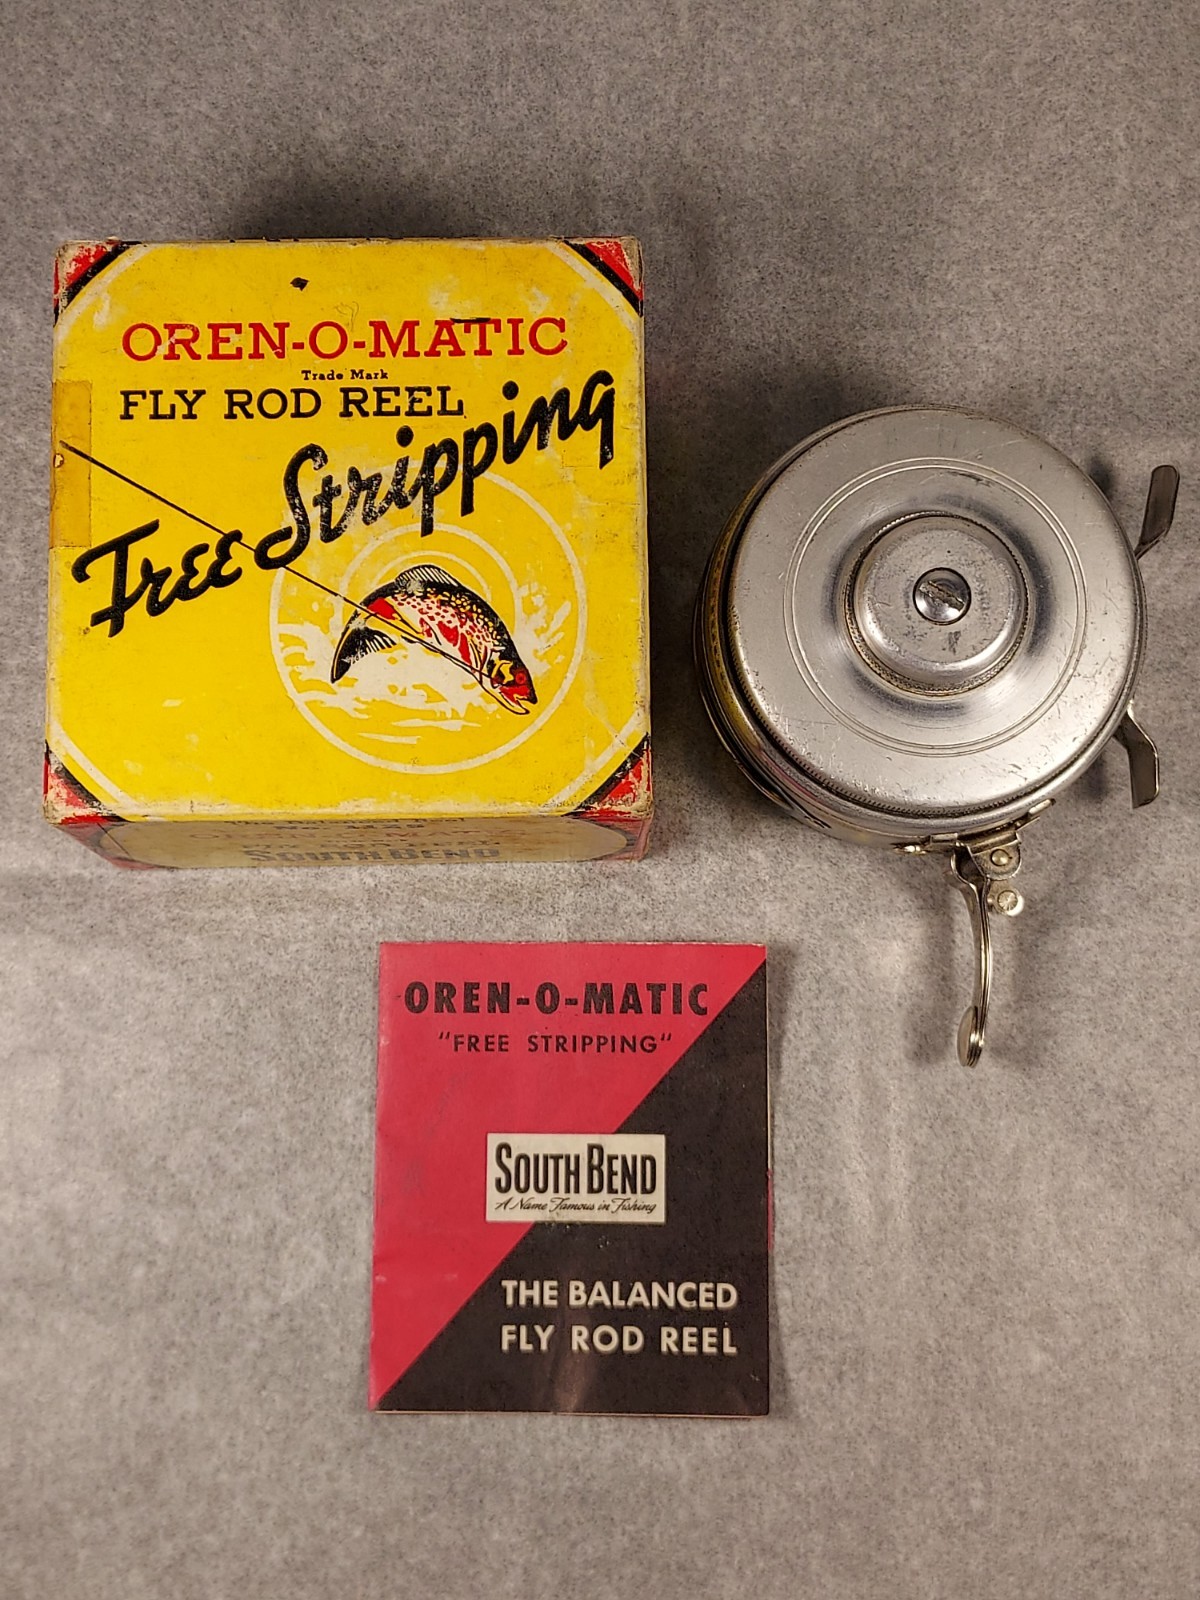 OREN-O-MATIC
Trade Mark
FLY ROD REEL
Free Stripping
SOUTH BEND
OREN-O-MATIC
"FREE STRIPPING"
SOUTH BEND
A Name Famous in Fishing
THE BALANCED
FLY ROD REEL